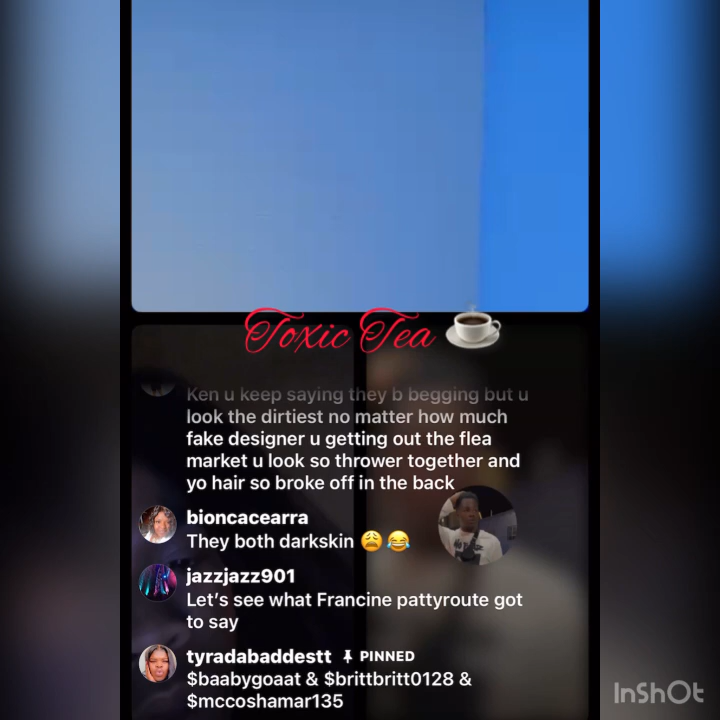 Toxic Tea ☕
Ken u keep saying they b begging but u
look the dirtiest no matter how much
fake designer u getting out the flea
market u look so thrower together and
yo hair so broke off in the back
bioncacearra
They both darkskin 😩😂
jazzjazz901
Let's see what Francine pattyroute got
to say
tyradabaddestt PINNED
$baabygoaat & $brittbritt0128 &
$mccoshamar135
InShOt